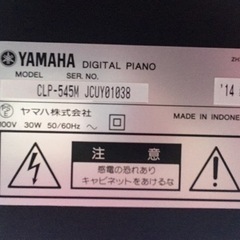 YAMAHA DIGITAL PIANO
MODEL
CLP-545M JCUY01038
'14
ヤマハ株式会社
100V 30W 50/60Hz
MADE IN INDONE
注意
感電の恐れあり
キャビネットをあけるな